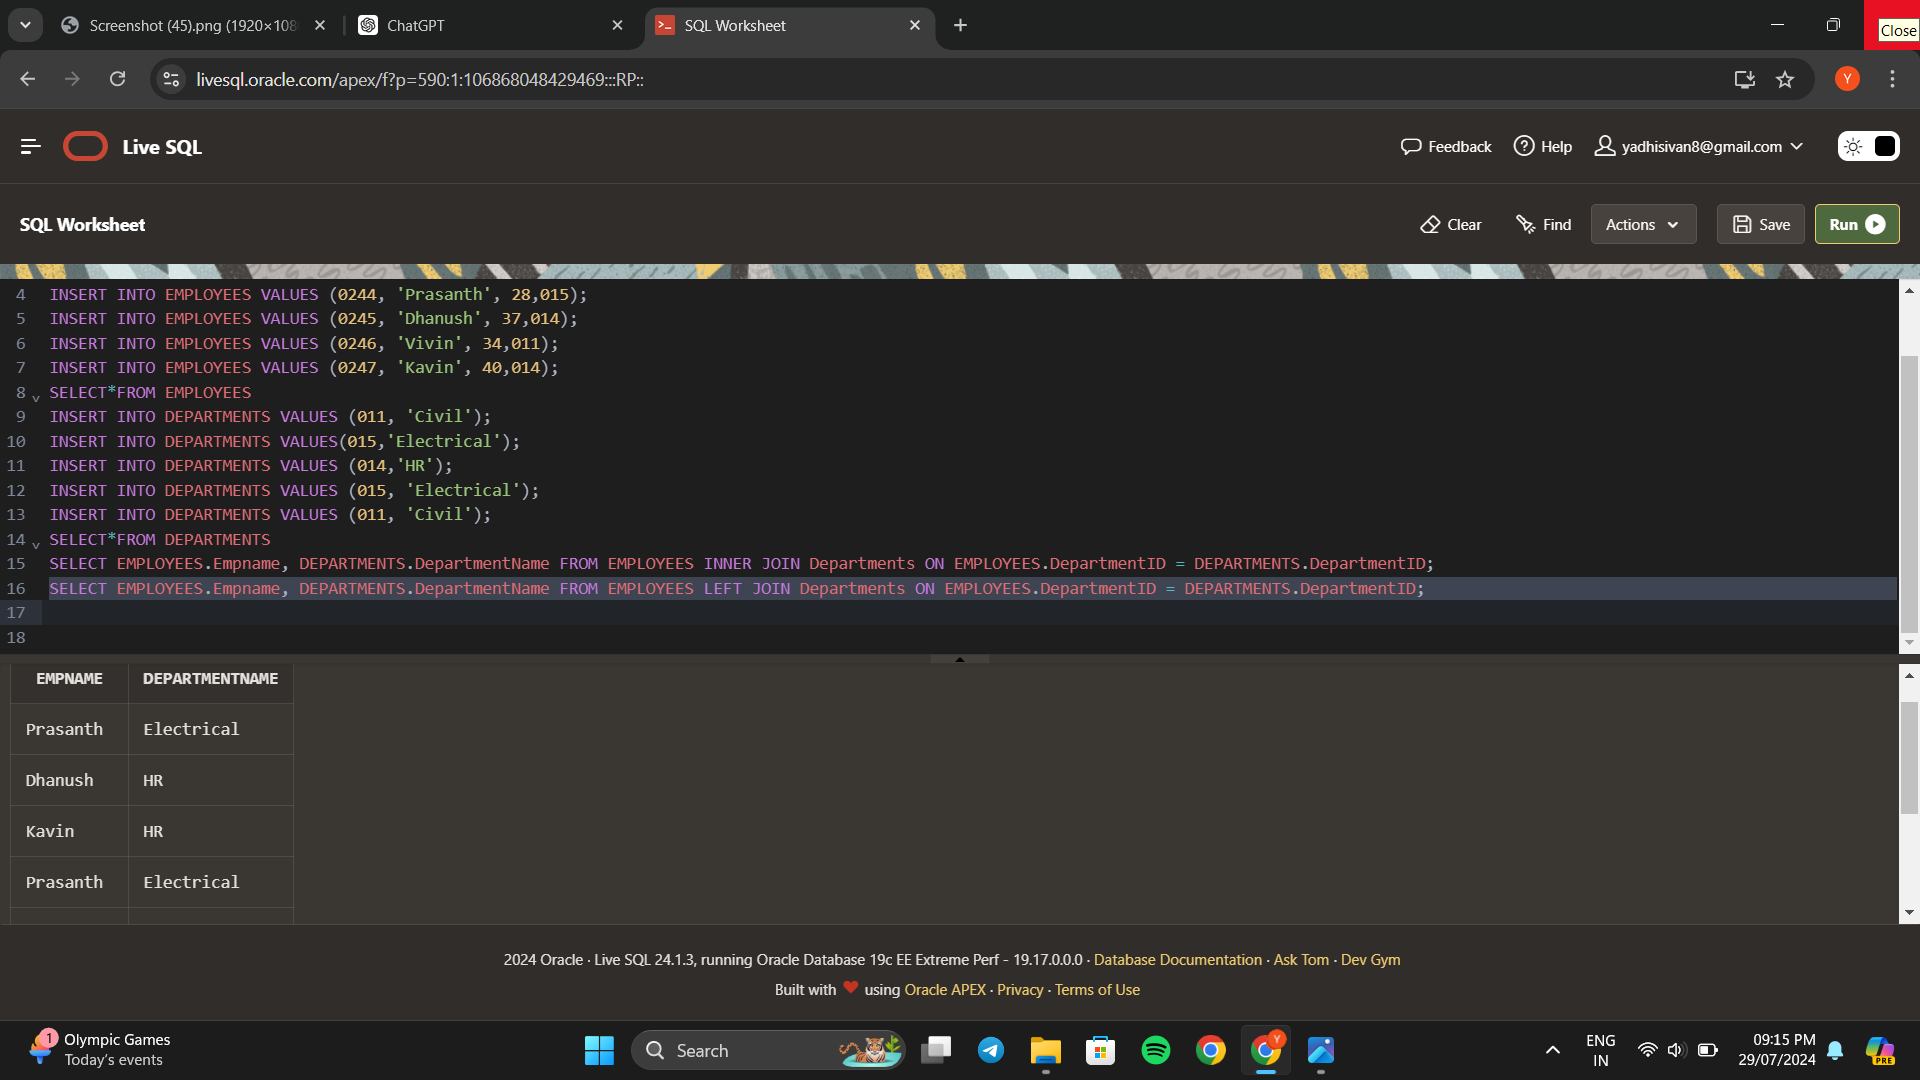 Screenshot (45).png (1920×108
ChatGPT
SQL Worksheet
Close
livesql.oracle.com/apex/f?p=590:1:106868048429469:::RP::
Y
Live SQL
Feedback
Help
yadhisivan8@gmail.com
SQL Worksheet
Clear
Find
Actions
Save
Run
4 INSERT INTO EMPLOYEES VALUES (0244, 'Prasanth', 28,015);
5 INSERT INTO EMPLOYEES VALUES (0245, 'Dhanush', 37,014);
6 INSERT INTO EMPLOYEES VALUES (0246, 'Vivin', 34,011);
7 INSERT INTO EMPLOYEES VALUES (0247, 'Kavin', 40,014);
8 SELECT*FROM EMPLOYEES
9 INSERT INTO DEPARTMENTS VALUES (011, 'Civil');
10 INSERT INTO DEPARTMENTS VALUES(015,'Electrical');
11 INSERT INTO DEPARTMENTS VALUES (014,'HR');
12 INSERT INTO DEPARTMENTS VALUES (015, 'Electrical');
13 INSERT INTO DEPARTMENTS VALUES (011, 'Civil');
14 SELECT*FROM DEPARTMENTS
15 SELECT EMPLOYEES.Empname, DEPARTMENTS.DepartmentName FROM EMPLOYEES INNER JOIN Departments ON EMPLOYEES.DepartmentID = DEPARTMENTS.DepartmentID;
16 SELECT EMPLOYEES.Empname, DEPARTMENTS.DepartmentName FROM EMPLOYEES LEFT JOIN Departments ON EMPLOYEES.DepartmentID = DEPARTMENTS.DepartmentID;
17
18
EMPNAME DEPARTMENTNAME
Prasanth Electrical
Dhanush HR
Kavin HR
Prasanth Electrical
2024 Oracle · Live SQL 24.1.3, running Oracle Database 19c EE Extreme Perf - 19.17.0.0.0 · Database Documentation · Ask Tom · Dev Gym
Built with ❤ using Oracle APEX · Privacy · Terms of Use
1
Olympic Games
Today's events
Search
Y
ENG
IN
09:15 PM
29/07/2024
PRE